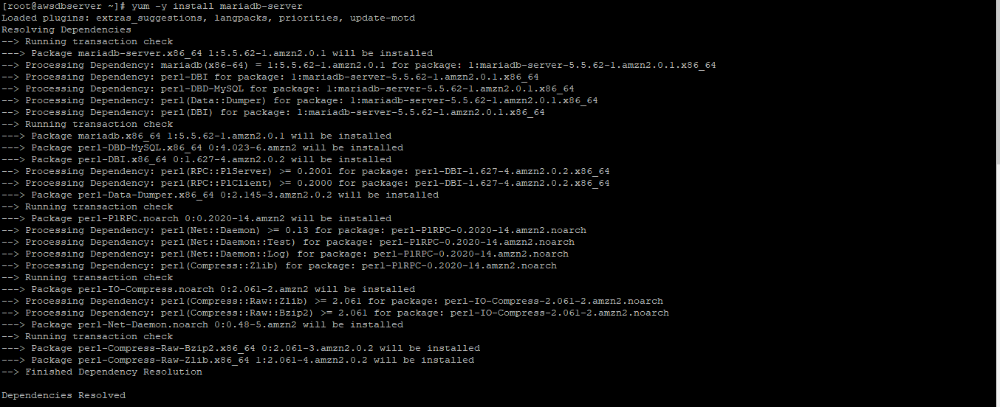 [root@awsdbserver ~]# yum -y install mariadb-server
Loaded plugins: extras_suggestions, langpacks, priorities, update-motd
Resolving Dependencies
--> Running transaction check
---> Package mariadb-server.x86_64 1:5.5.62-1.amzn2.0.1 will be installed
--> Processing Dependency: mariadb(x86-64) = 1:5.5.62-1.amzn2.0.1 for package: 1:mariadb-server-5.5.62-1.amzn2.0.1.x86_64
--> Processing Dependency: perl-DBI for package: 1:mariadb-server-5.5.62-1.amzn2.0.1.x86_64
--> Processing Dependency: perl-DBD-MySQL for package: 1:mariadb-server-5.5.62-1.amzn2.0.1.x86_64
--> Processing Dependency: perl(Data::Dumper) for package: 1:mariadb-server-5.5.62-1.amzn2.0.1.x86_64
--> Processing Dependency: perl(DBI) for package: 1:mariadb-server-5.5.62-1.amzn2.0.1.x86_64
--> Running transaction check
---> Package mariadb.x86_64 1:5.5.62-1.amzn2.0.1 will be installed
---> Package perl-DBD-MySQL.x86_64 0:4.023-6.amzn2 will be installed
---> Package perl-DBI.x86_64 0:1.627-4.amzn2.0.2 will be installed
--> Processing Dependency: perl(RPC::PlServer) >= 0.2001 for package: perl-DBI-1.627-4.amzn2.0.2.x86_64
--> Processing Dependency: perl(RPC::PlClient) >= 0.2000 for package: perl-DBI-1.627-4.amzn2.0.2.x86_64
---> Package perl-Data-Dumper.x86_64 0:2.145-3.amzn2.0.2 will be installed
--> Running transaction check
---> Package perl-PlRPC.noarch 0:0.2020-14.amzn2 will be installed
--> Processing Dependency: perl(Net::Daemon) >= 0.13 for package: perl-PlRPC-0.2020-14.amzn2.noarch
--> Processing Dependency: perl(Net::Daemon::Test) for package: perl-PlRPC-0.2020-14.amzn2.noarch
--> Processing Dependency: perl(Net::Daemon::Log) for package: perl-PlRPC-0.2020-14.amzn2.noarch
--> Processing Dependency: perl(Compress::Zlib) for package: perl-PlRPC-0.2020-14.amzn2.noarch
--> Running transaction check
---> Package perl-IO-Compress.noarch 0:2.061-2.amzn2 will be installed
--> Processing Dependency: perl(Compress::Raw::Zlib) >= 2.061 for package: perl-IO-Compress-2.061-2.amzn2.noarch
--> Processing Dependency: perl(Compress::Raw::Bzip2) >= 2.061 for package: perl-IO-Compress-2.061-2.amzn2.noarch
---> Package perl-Net-Daemon.noarch 0:0.48-5.amzn2 will be installed
--> Running transaction check
---> Package perl-Compress-Raw-Bzip2.x86_64 0:2.061-3.amzn2.0.2 will be installed
---> Package perl-Compress-Raw-Zlib.x86_64 1:2.061-4.amzn2.0.2 will be installed
--> Finished Dependency Resolution
Dependencies Resolved